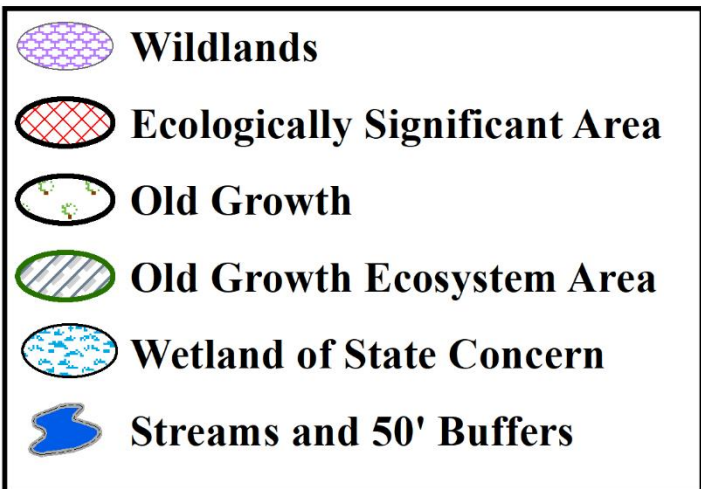 Wildlands
Ecologically Significant Area
Old Growth
Old Growth Ecosystem Area
Wetland of State Concern
Streams and 50' Buffers